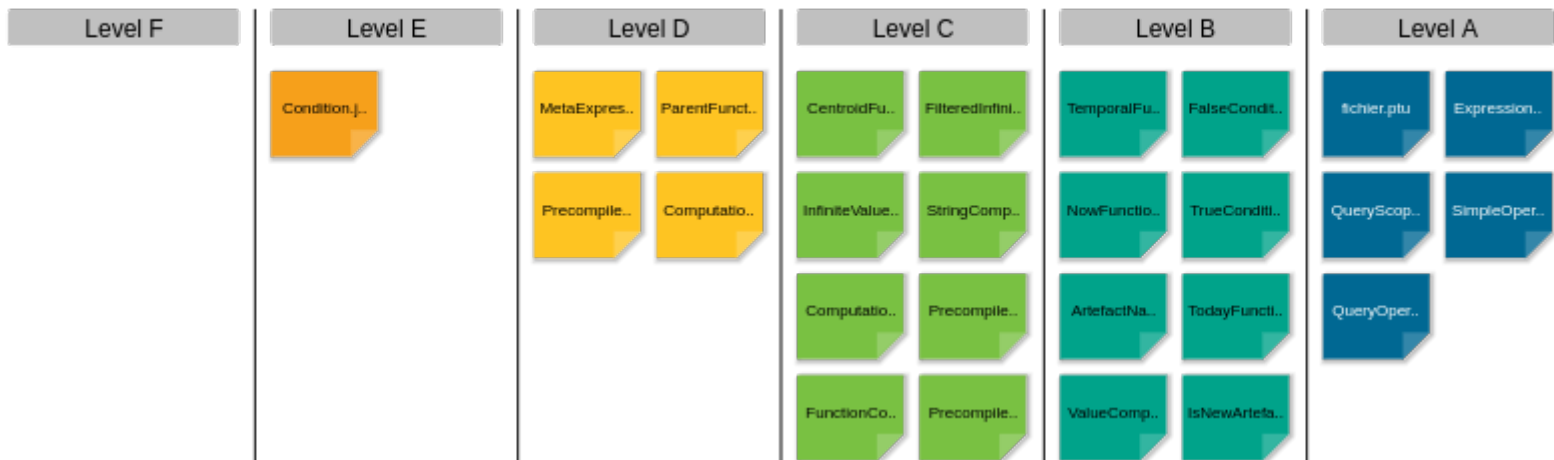 Level F
Level E
Level D
Level C
Level B
Level A
Condition.j..
MetaExpres..
ParentFunct..
CentroidFu..
FilteredInfini..
TemporalFu..
FalseCondit..
fichier.ptu
Expression..
Precompile..
Computatio..
InfiniteValue..
StringComp..
NowFunctio..
TrueConditi..
QueryScop..
SimpleOper..
Computatio..
Precompile..
ArtefactNa..
TodayFuncti..
QueryOper..
FunctionCo..
Precompile..
ValueComp..
IsNewArtefa..